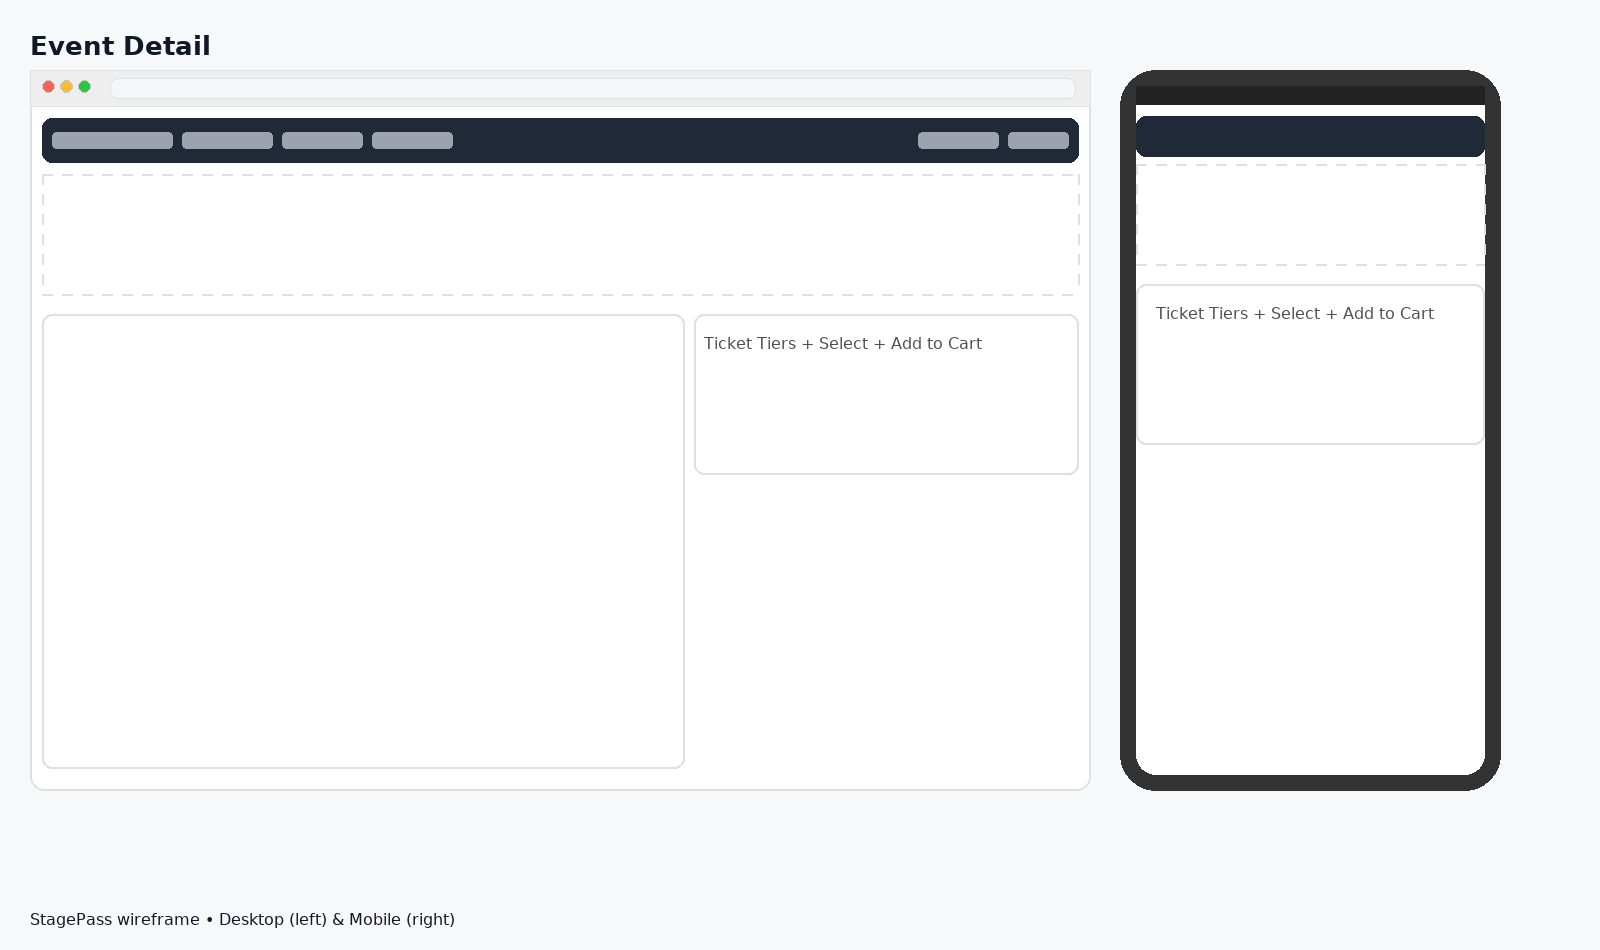 Event Detail
Ticket Tiers + Select + Add to Cart
Ticket Tiers + Select + Add to Cart
StagePass wireframe • Desktop (left) & Mobile (right)